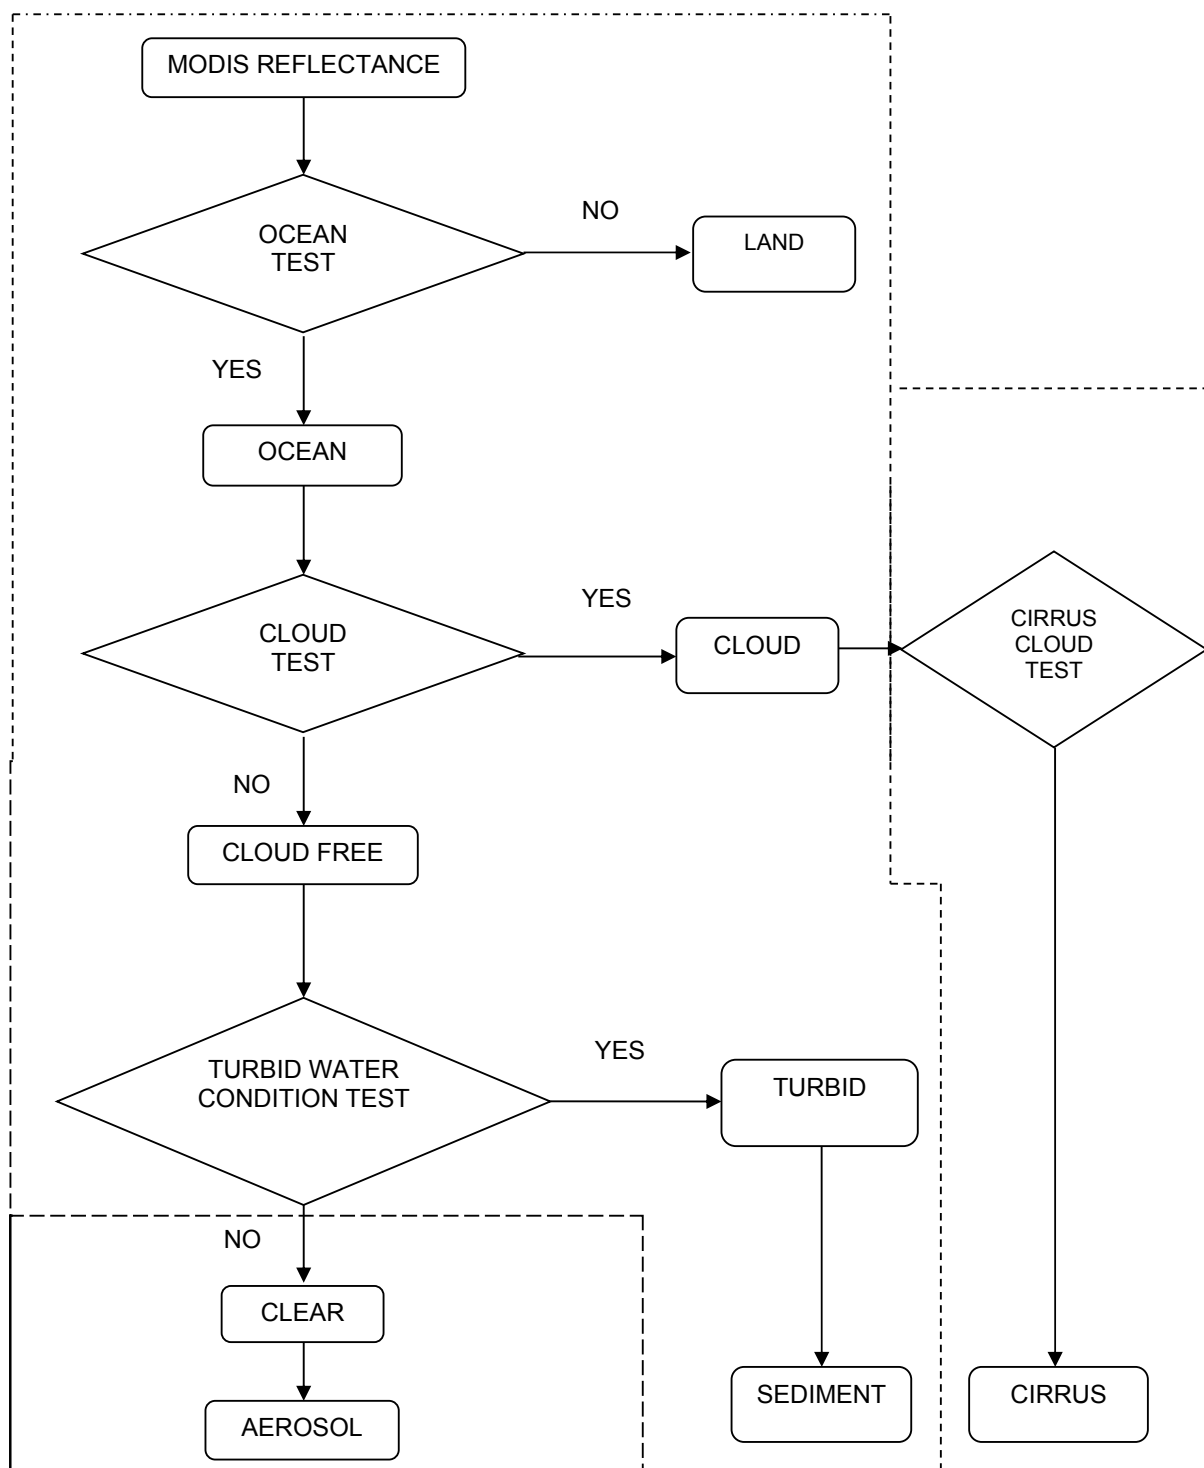 MODIS REFLECTANCE
OCEAN
TEST
NO
LAND
YES
OCEAN
CLOUD
TEST
YES
CLOUD
CIRRUS
CLOUD
TEST
NO
CLOUD FREE
TURBID WATER
CONDITION TEST
YES
TURBID
NO
CLEAR
SEDIMENT
CIRRUS
AEROSOL